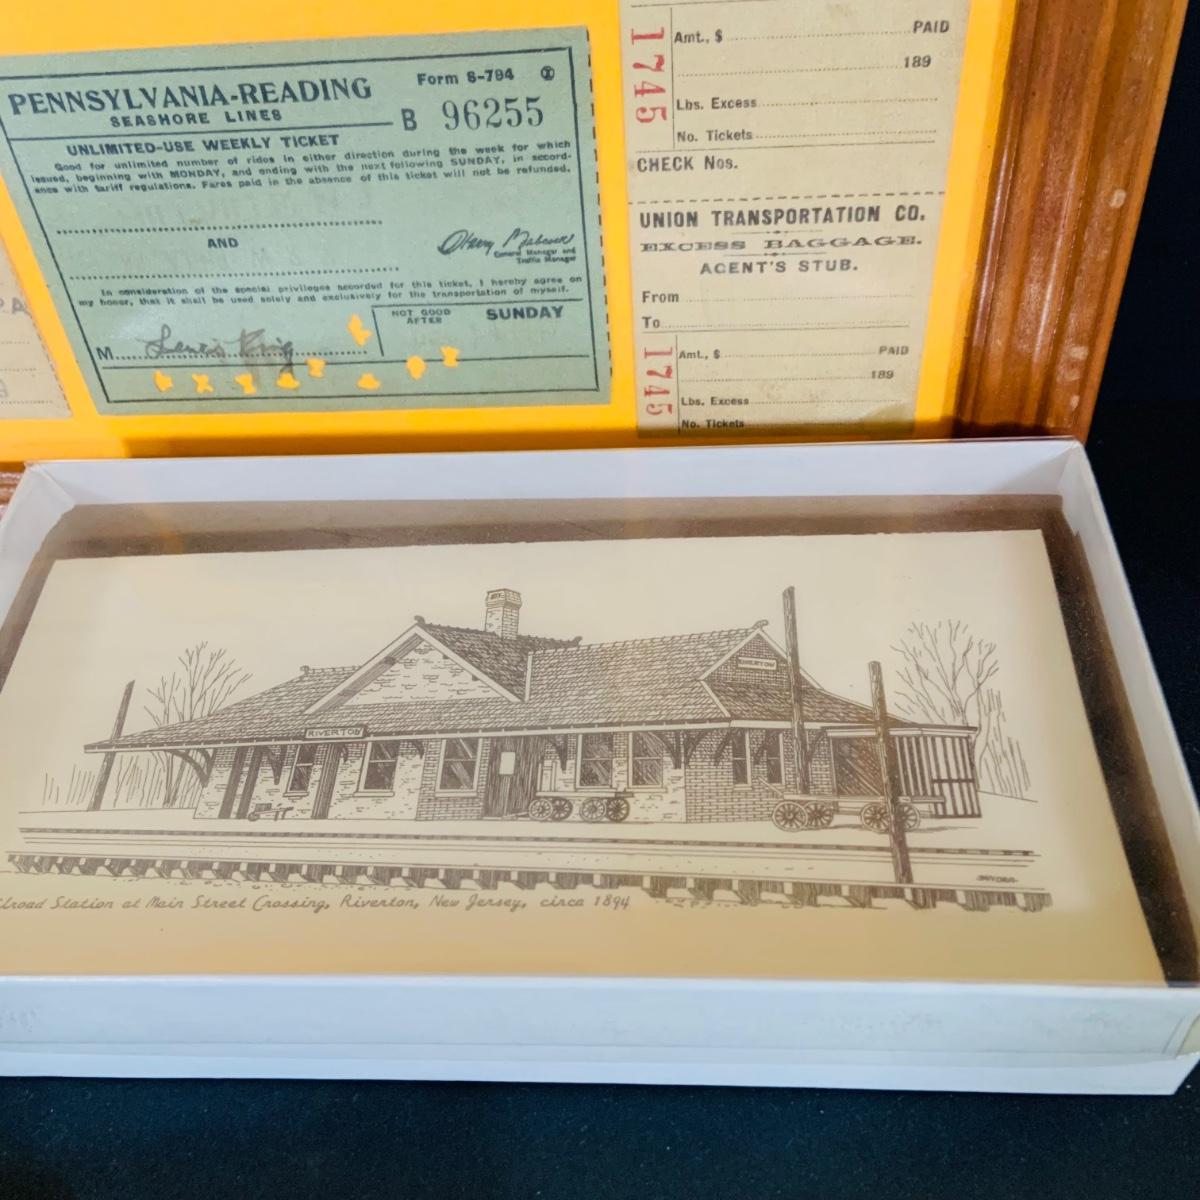 PENNSYLVANIA-READING
SEASHORE LINES
Form S-794
B 96255
UNLIMITED-USE WEEKLY TICKET
Good for unlimited number of rides in either direction during the week for which
issued, beginning with MONDAY, and ending with the next following SUNDAY, in accord-
ance with tariff regulations. Fares paid in the absence of this ticket will not be refunded.
AND
General Manager and
Traffic Manager
In consideration of the special privileges accorded for this ticket, I hereby agree on
my honor, that it shall be used solely and exclusively for the transportation of myself.
NOT GOOD
AFTER
SUNDAY
M
1745
Amt., $ PAID
189
Lbs. Excess
No. Tickets
CHECK Nos.
UNION TRANSPORTATION CO.
EXCESS BAGGAGE.
AGENT'S STUB.
From
To
1745
Amt., $ PAID
189
Lbs. Excess
No. Tickets
RIVERTON
RIVERTON
Station at Main Street Crossing, Riverton, New Jersey, circa 1894